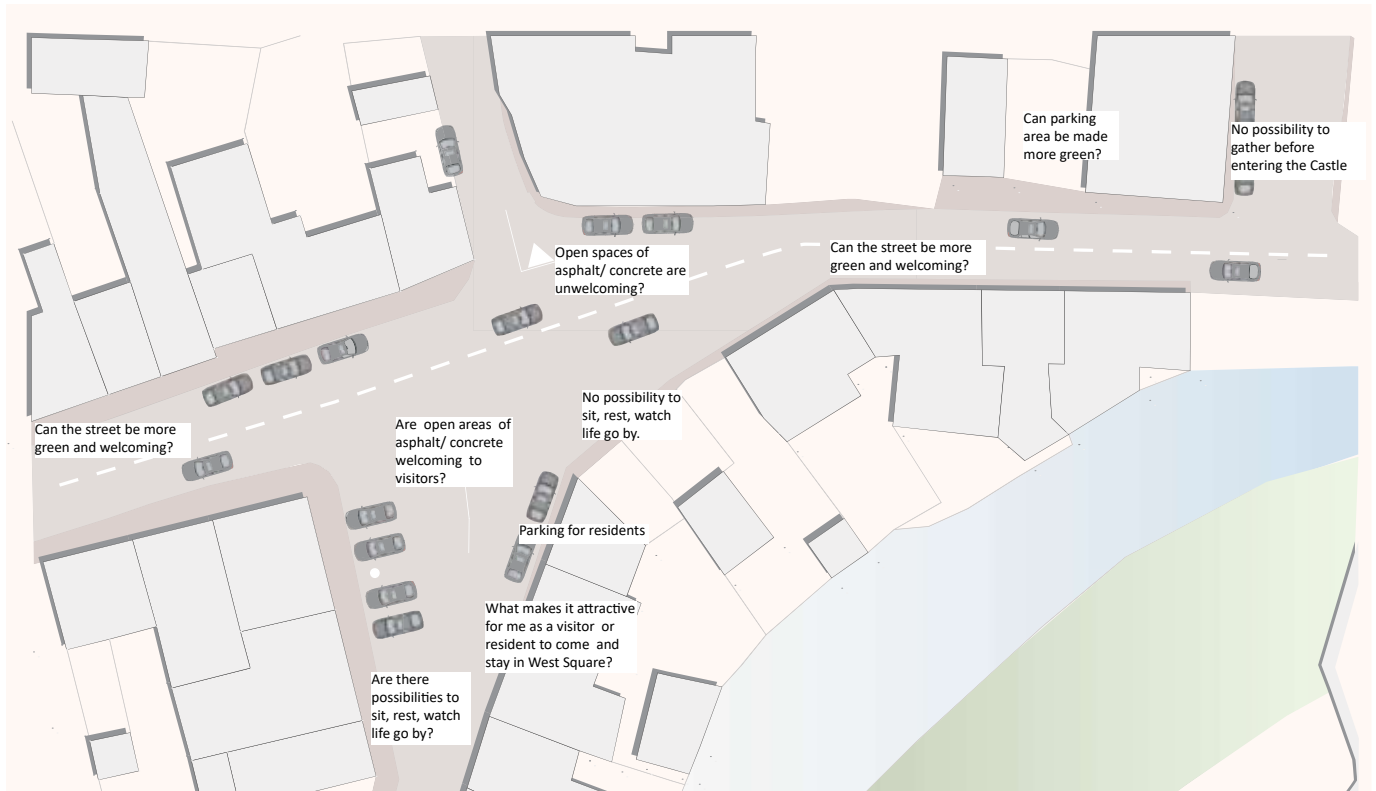 Can parking
area be made
more green?
No possibility to
gather before
entering the Castle
Open spaces of
asphalt/ concrete are
unwelcoming?
Can the street be more
green and welcoming?
Can the street be more
green and welcoming?
Are open areas of
asphalt/ concrete
welcoming to
visitors?
No possibility to
sit, rest, watch
life go by.
Parking for residents
What makes it attractive
for me as a visitor or
resident to come and
stay in West Square?
Are there
possibilities to
sit, rest, watch
life go by?